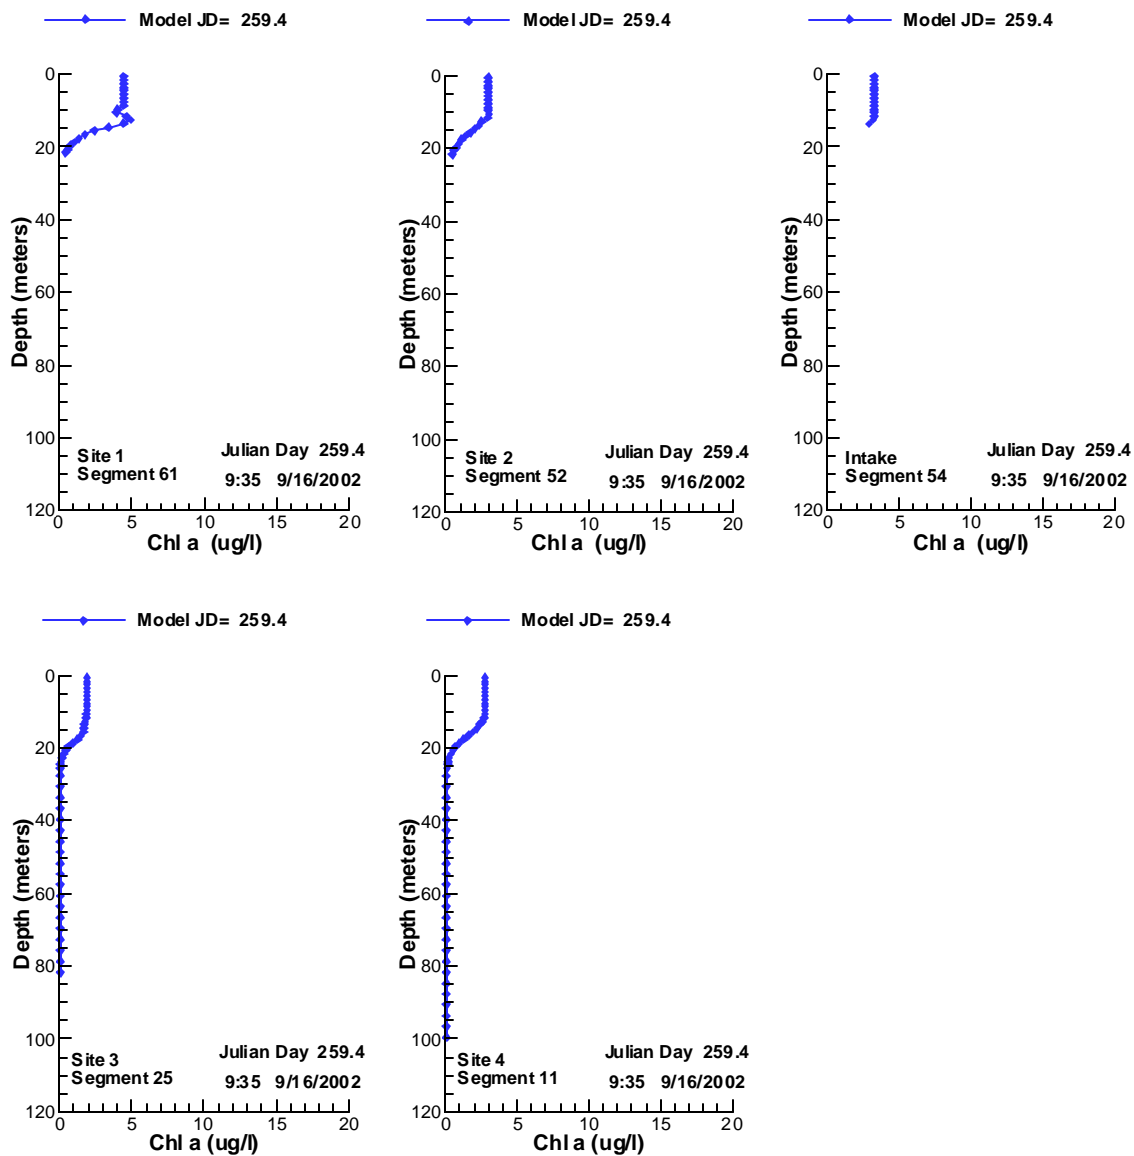 Model JD= 259.4
0
20
40
60
80
100
120
Depth (meters)
Site 1
Segment 61
Julian Day 259.4
9:35 9/16/2002
0 5 10 15 20
Chl a (ug/l)
Model JD= 259.4
0
20
40
60
80
100
120
Depth (meters)
Site 2
Segment 52
Julian Day 259.4
9:35 9/16/2002
0 5 10 15 20
Chl a (ug/l)
Model JD= 259.4
0
20
40
60
80
100
120
Depth (meters)
Intake
Segment 54
Julian Day 259.4
9:35 9/16/2002
0 5 10 15 20
Chl a (ug/l)
Model JD= 259.4
0
20
40
60
80
100
120
Depth (meters)
Site 3
Segment 25
Julian Day 259.4
9:35 9/16/2002
0 5 10 15 20
Chl a (ug/l)
Model JD= 259.4
0
20
40
60
80
100
120
Depth (meters)
Site 4
Segment 11
Julian Day 259.4
9:35 9/16/2002
0 5 10 15 20
Chl a (ug/l)